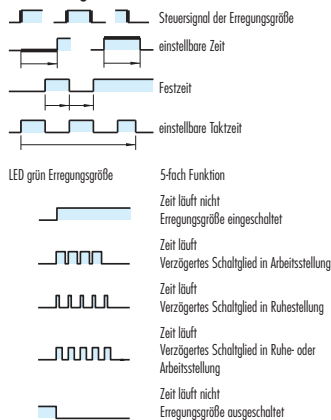 Steuersignal der Erregungsgröße
einstellbare Zeit
Festzeit
einstellbare Taktzeit
LED grün Erregungsgröße
5-fach Funktion
Zeit läuft nicht
Erregungsgröße eingeschaltet
Zeit läuft
Verzögertes Schaltglied in Arbeitsstellung
Zeit läuft
Verzögertes Schaltglied in Ruhestellung
Zeit läuft
Verzögertes Schaltglied in Ruhe- oder
Arbeitsstellung
Zeit läuft nicht
Erregungsgröße ausgeschaltet